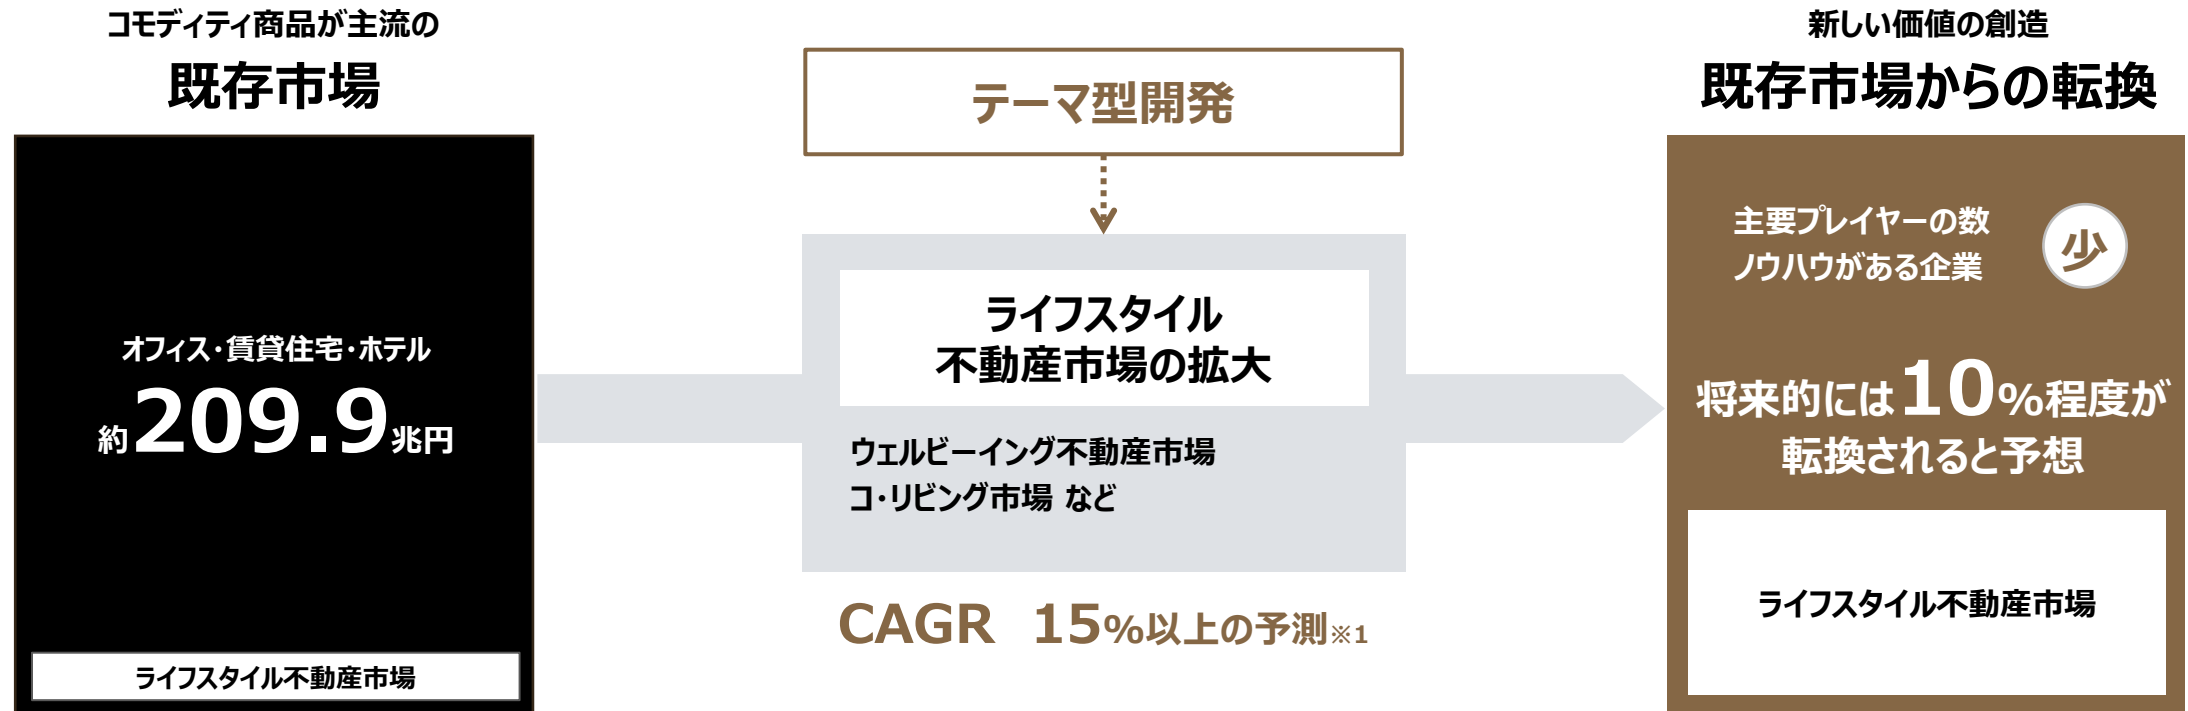 コモディティ商品が主流の
既存市場
オフィス・賃貸住宅・ホテル
約209.9兆円
ライフスタイル不動産市場
テーマ型開発
ライフスタイル
不動産市場の拡大
ウェルビーイング不動産市場
コ・リビング市場 など
CAGR 15%以上の予測※1
新しい価値の創造
既存市場からの転換
主要プレイヤーの数
ノウハウがある企業
少
将来的には10%程度が
転換されると予想
ライフスタイル不動産市場